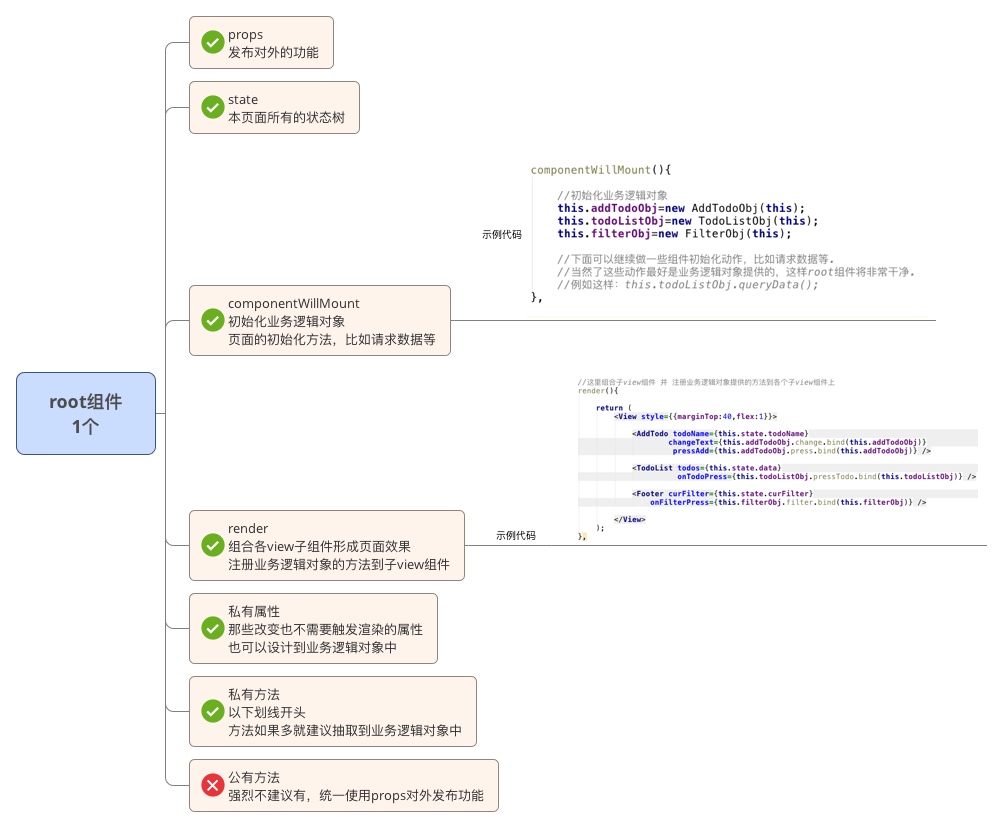 props
发布对外的功能
state
本页面所有的状态树
componentWillMount(){
//初始化业务逻辑对象
this.addTodoObj=new AddTodoObj(this);
this.todoListObj=new TodoListObj(this);
this.filterObj=new FilterObj(this);
//下面可以继续做一些组件初始化动作，比如请求数据等.
//当然了这些动作最好是业务逻辑对象提供的，这样root组件将非常干净.
//例如这样：this.todoListObj.queryData();
},
示例代码
componentWillMount
初始化业务逻辑对象
页面的初始化方法，比如请求数据等
root组件
1个
//这里组合子view组件 并 注册业务逻辑对象提供的方法到各个子view组件上
render(){
return (
<View style={{marginTop:40,flex:1}}>
<AddTodo todoName={this.state.todoName}
changeText={this.addTodoObj.change.bind(this.addTodoObj)}
pressAdd={this.addTodoObj.press.bind(this.addTodoObj)} />
<TodoList todos={this.state.data}
onTodoPress={this.todoListObj.pressTodo.bind(this.todoListObj)} />
<Footer curFilter={this.state.curFilter}
onFilterPress={this.filterObj.filter.bind(this.filterObj)} />
</View>
);
},
示例代码
render
组合各view子组件形成页面效果
注册业务逻辑对象的方法到子view组件
私有属性
那些改变也不需要触发渲染的属性
也可以设计到业务逻辑对象中
私有方法
以下划线开头
方法如果多就建议抽取到业务逻辑对象中
公有方法
强烈不建议有，统一使用props对外发布功能